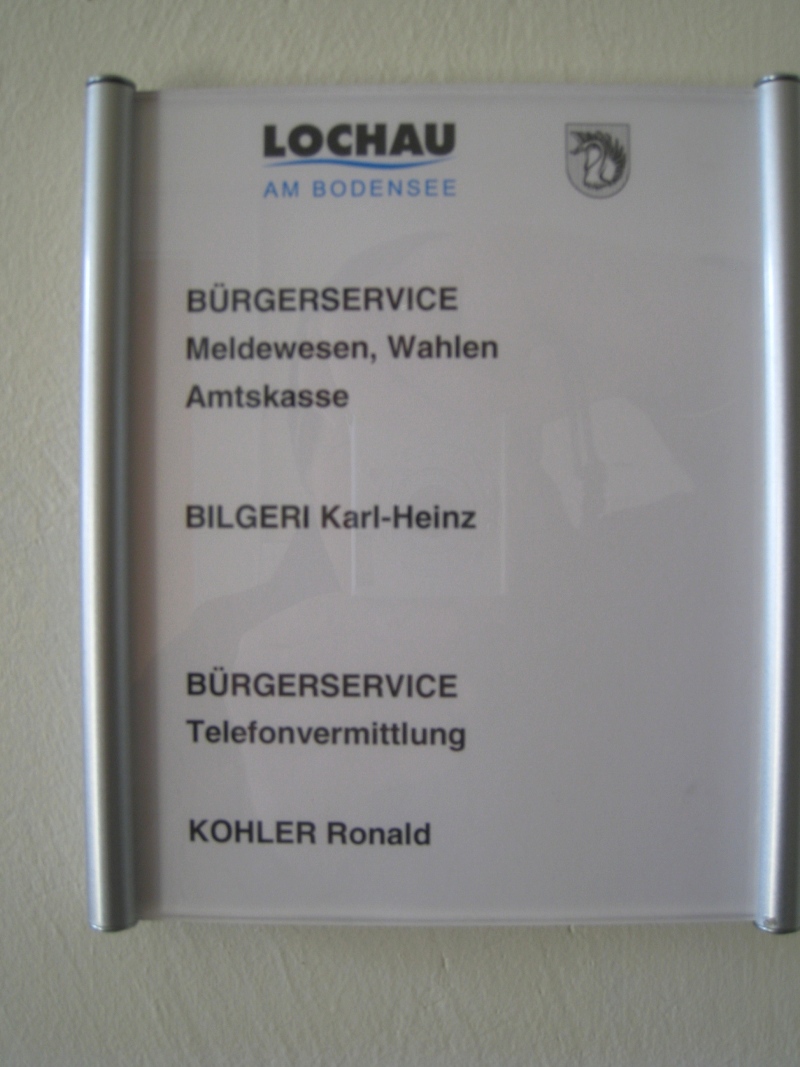 LOCHAU
AM BODENSEE
BÜRGERSERVICE
Meldewesen, Wahlen
Amtskasse
BILGERI Karl-Heinz
BÜRGERSERVICE
Telefonvermittlung
KOHLER Ronald